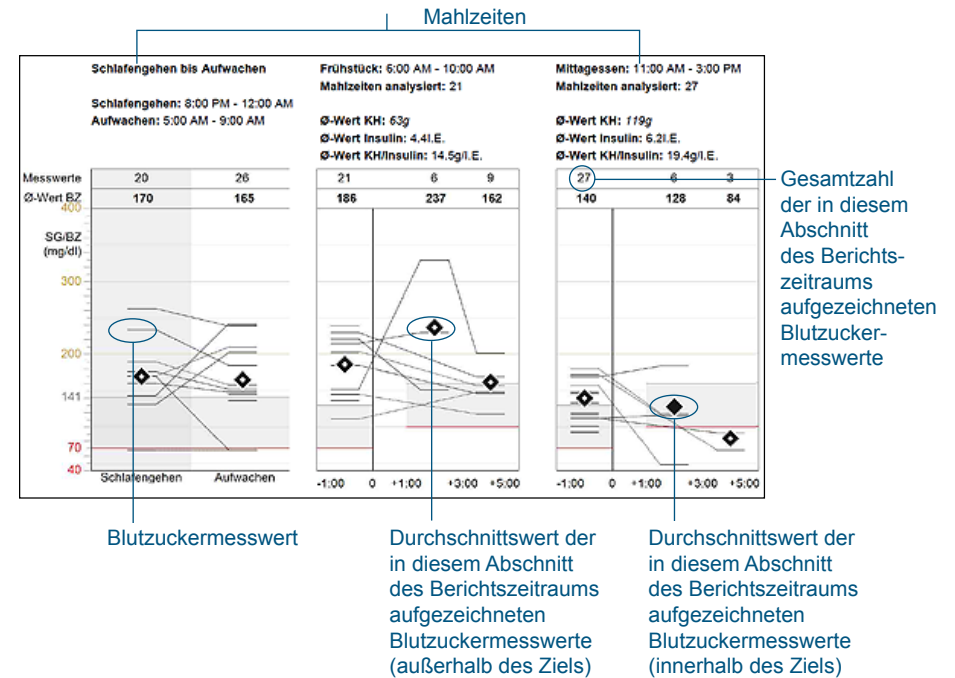 Mahlzeiten
Schlafengehen bis Aufwachen
Schlafengehen: 8:00 PM - 12:00 AM
Aufwachen: 5:00 AM - 9:00 AM
Frühstück: 6:00 AM - 10:00 AM
Mahlzeiten analysiert: 21
Ø-Wert KH: 63g
Ø-Wert Insulin: 4.4I.E.
Ø-Wert KH/Insulin: 14.5g/I.E.
Mittagessen: 11:00 AM - 3:00 PM
Mahlzeiten analysiert: 27
Ø-Wert KH: 119g
Ø-Wert Insulin: 6.2I.E.
Ø-Wert KH/Insulin: 19.4g/I.E.
Messwerte 20 26 21 6 9 27 6 3
Ø-Wert BZ 170 165 186 237 162 140 128 84
400
SG/BZ
(mg/dl)
300
200
141
70
40
Schlafengehen Aufwachen
-1:00 0 +1:00 +3:00 +5:00
-1:00 0 +1:00 +3:00 +5:00
Gesamtzahl
der in diesem
Abschnitt
des Berichts-
zeitraums
aufgezeichneten
Blutzucker-
messwerte
Blutzuckermesswert
Durchschnittswert der
in diesem Abschnitt
des Berichtszeitraums
aufgezeichneten
Blutzuckermesswerte
(außerhalb des Ziels)
Durchschnittswert der
in diesem Abschnitt
des Berichtszeitraums
aufgezeichneten
Blutzuckermesswerte
(innerhalb des Ziels)